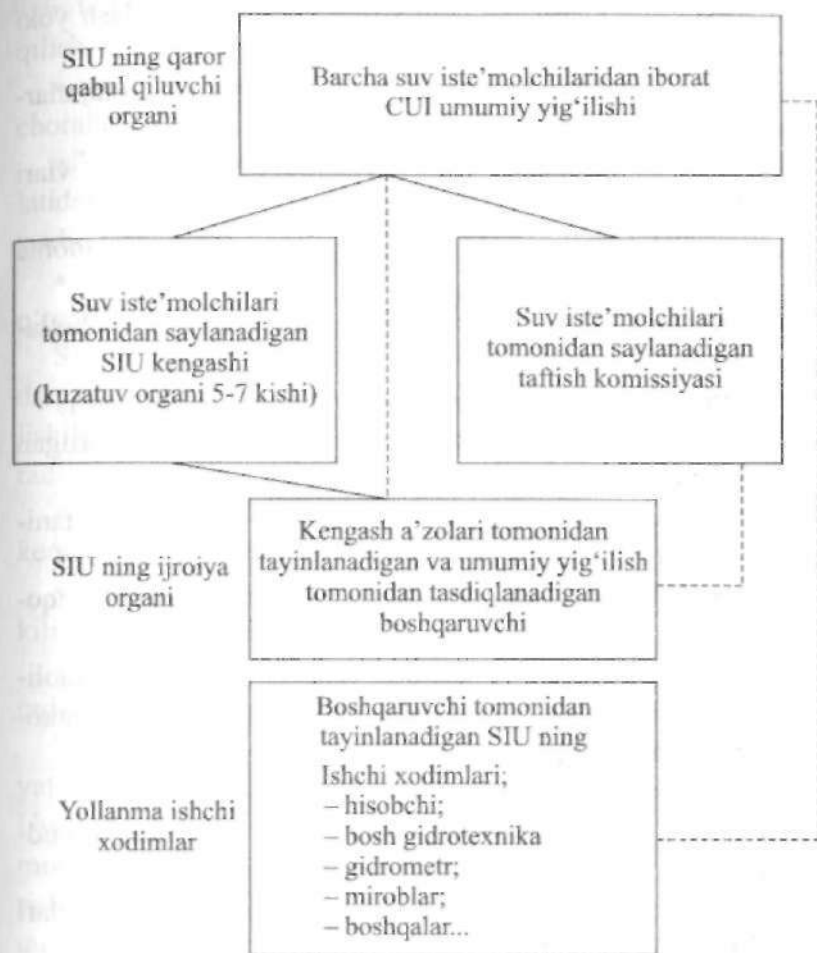 SIU ning qaror
qabul qiluvchi
organi
Barcha suv iste’molchilaridan iborat
CUI umumiy yig‘ilishi
Suv iste’molchilari
tomonidan saylanadigan
SIU kengashi
(kuzatuv organi 5-7 kishi)
Suv iste’molchilari
tomonidan saylanadigan
taftish komissiyasi
SIU ning ijroiya
organi
Kengash a’zolari tomonidan
tayinlanadigan va umumiy yig‘ilish
tomonidan tasdiqlanadigan
boshqaruvchi
Yollanma ishchi
xodimlar
Boshqaruvchi tomonidan
tayinlanadigan SIU ning
Ishchi xodimlari;
– hisobchi;
– bosh gidrotexnika
– gidrometr;
– miroblar;
– boshqalar...